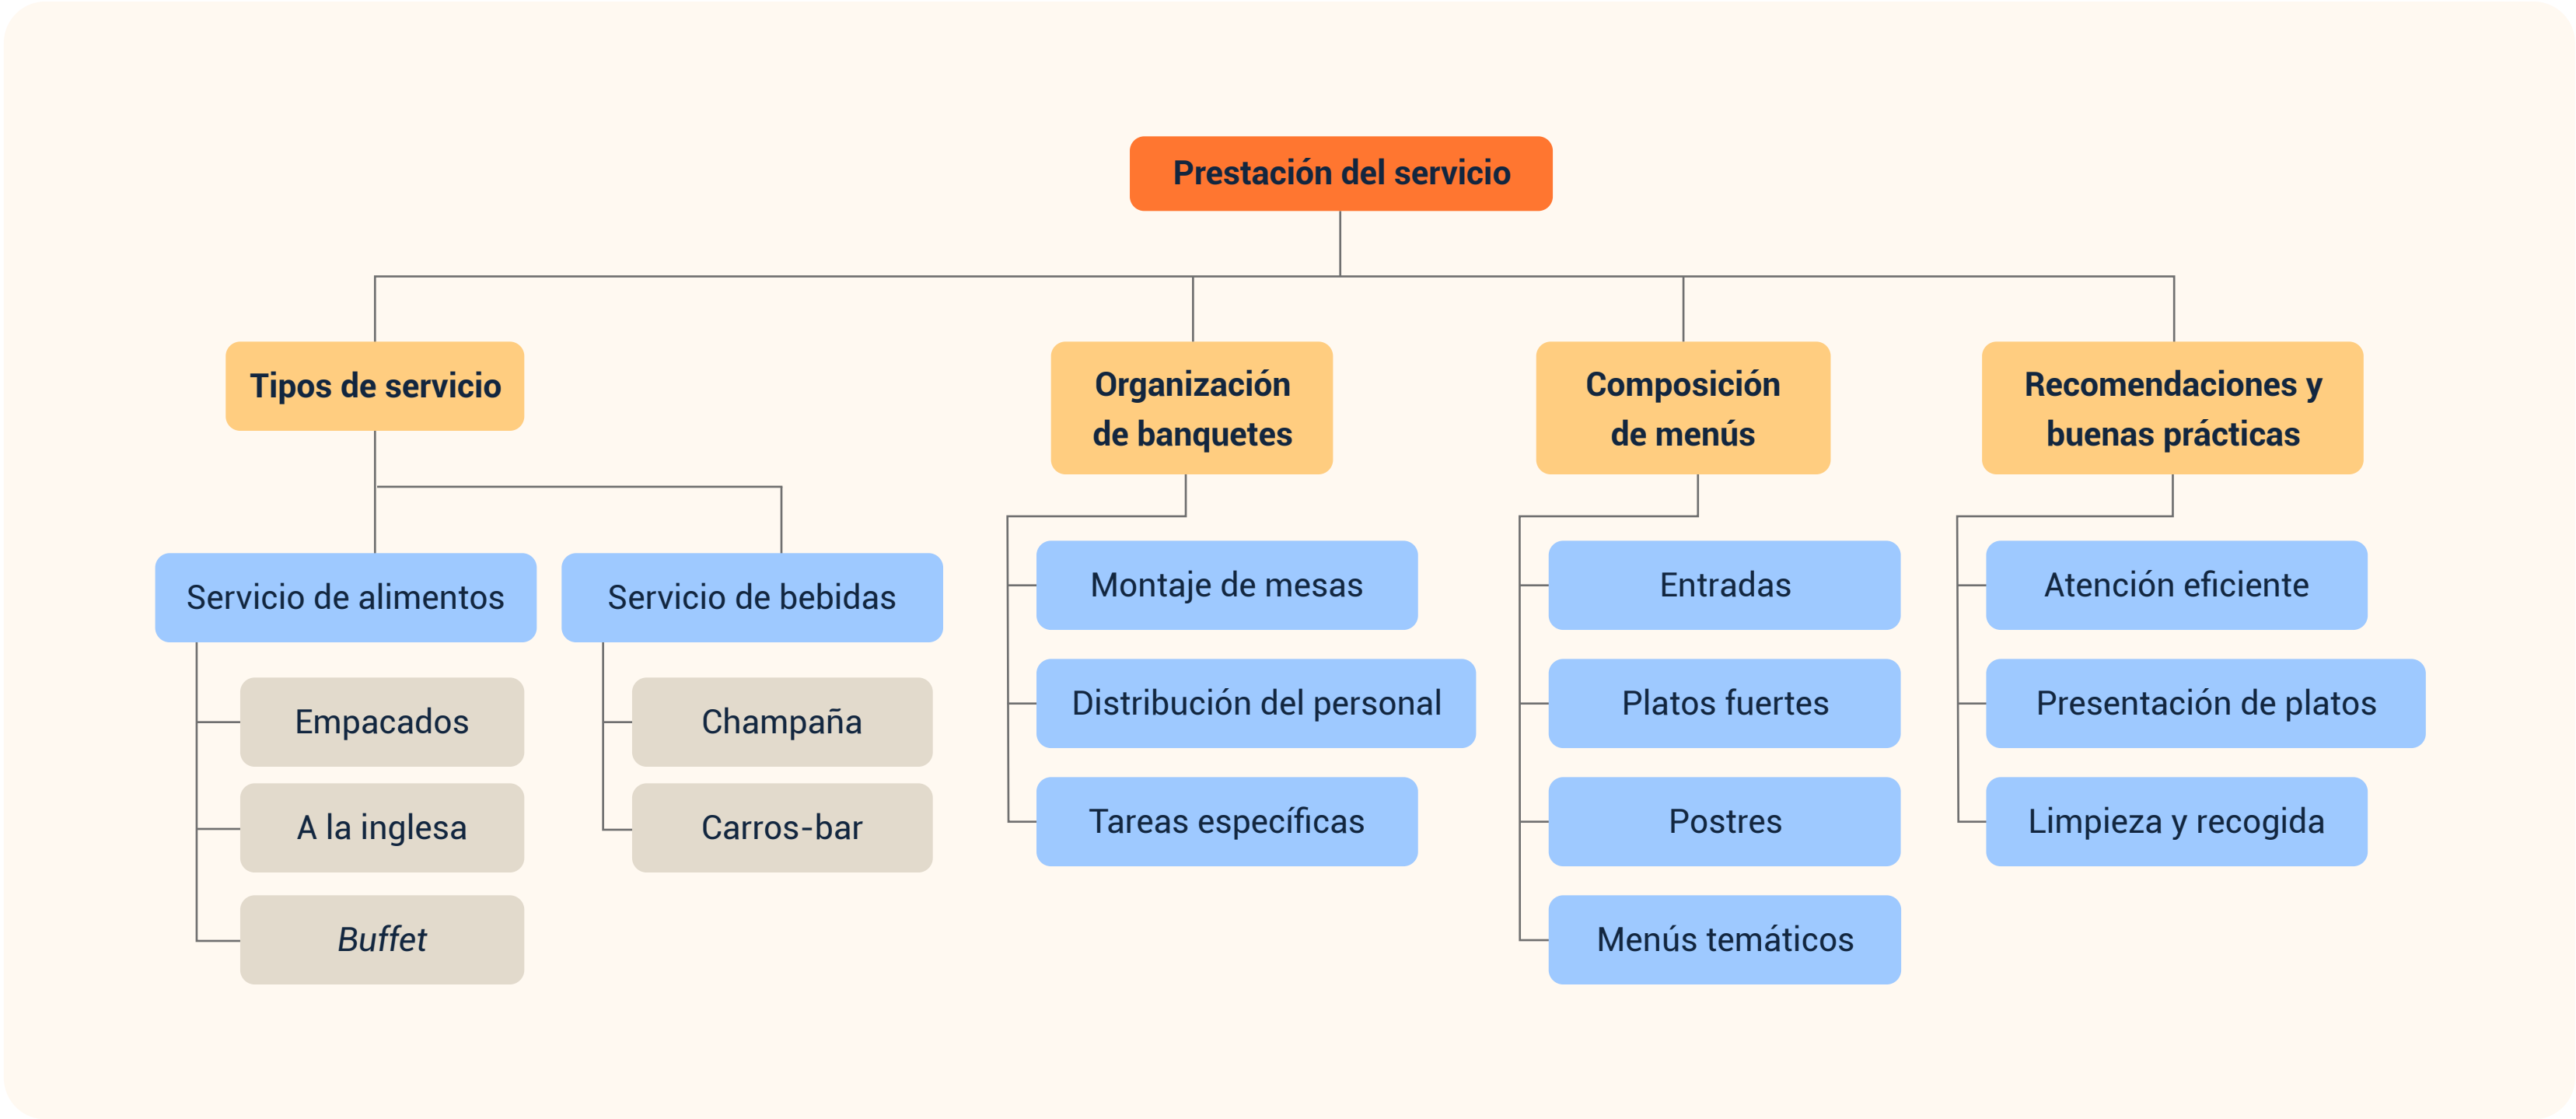 Prestación del servicio
Tipos de servicio
Servicio de alimentos
Empacados
A la inglesa
Buffet
Servicio de bebidas
Champaña
Carros-bar
Organización
de banquetes
Montaje de mesas
Distribución del personal
Tareas específicas
Composición
de menús
Entradas
Platos fuertes
Postres
Menús temáticos
Recomendaciones y
buenas prácticas
Atención eficiente
Presentación de platos
Limpieza y recogida